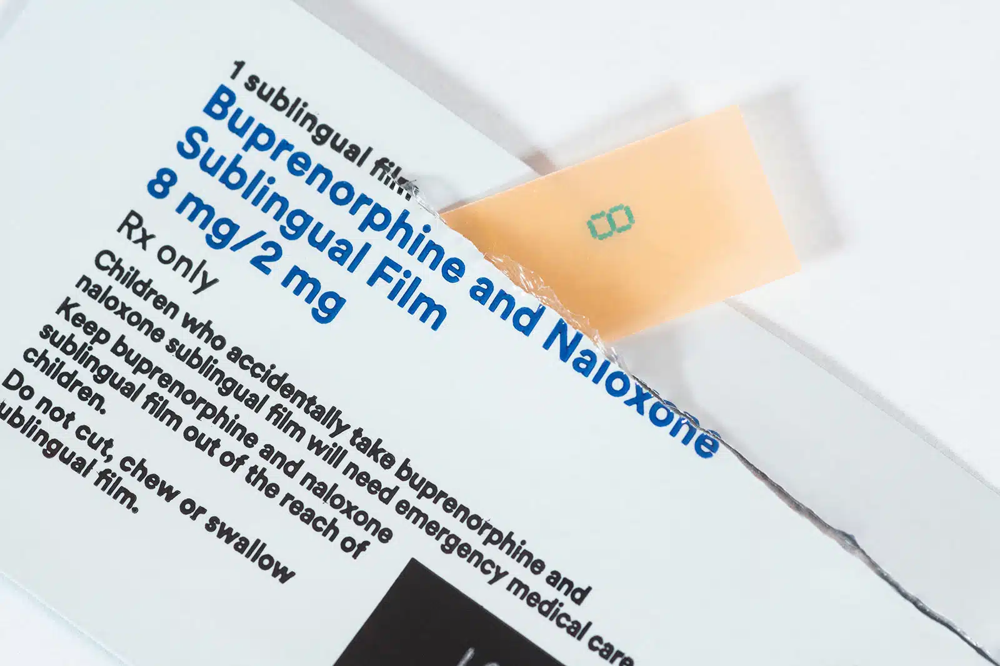 1 sublingual film
Buprenorphine and Naloxone
Sublingual Film
8 mg/2 mg
Rx only
Children who accidentally take buprenorphine and
naloxone sublingual film will need emergency medical care
Keep buprenorphine and naloxone
sublingual film out of the reach of
children.
Do not cut, chew or swallow
ublingual film.
8